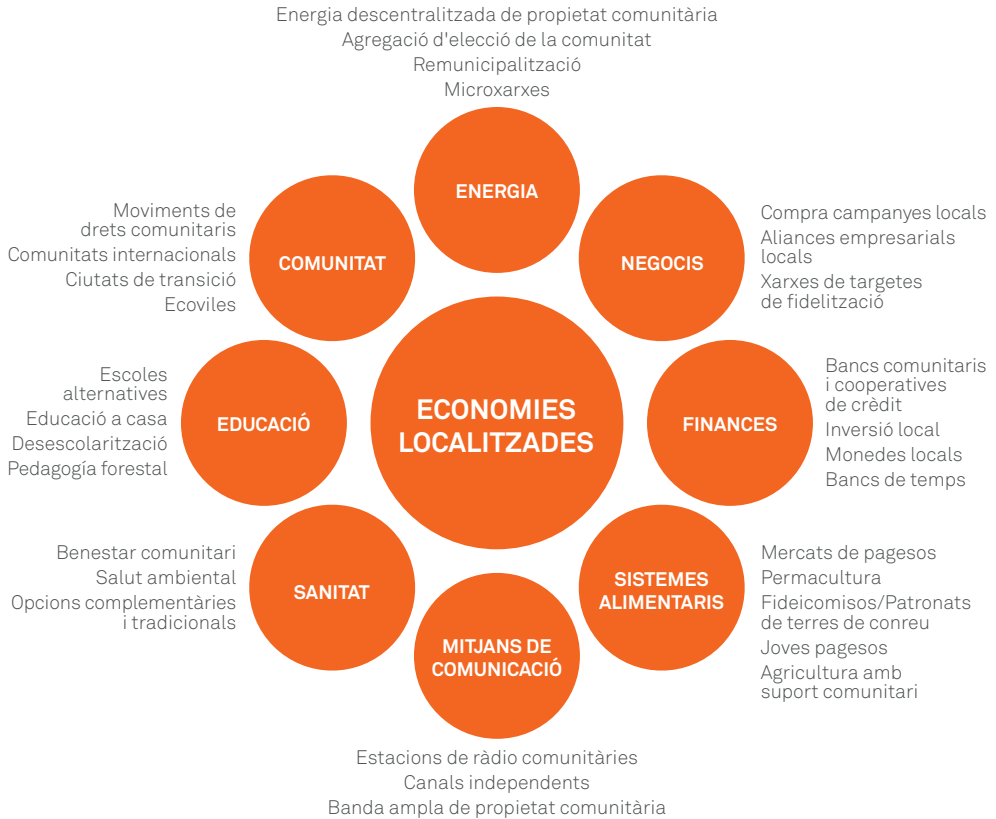 Energia descentralitzada de propietat comunitària
Agregació d'elecció de la comunitat
Remunicipalització
Microxarxes
ENERGIA
Moviments de
drets comunitaris
Comunitats internacionals
Ciutats de transició
Ecoviles
COMUNITAT
NEGOCIS
Compra campanyes locals
Aliances empresarials
locals
Xarxes de targetes
de fidelització
Escoles
alternatives
Educació a casa
Desescolarització
Pedagogía forestal
EDUCACIÓ
ECONOMIES
LOCALITZADES
FINANCES
Bancs comunitaris
i cooperatives
de crèdit
Inversió local
Monedes locals
Bancs de temps
Benestar comunitari
Salut ambiental
Opcions complementàries
i tradicionals
SANITAT
SISTEMES
ALIMENTARIS
Mercats de pagesos
Permacultura
Fideicomisos/Patronats
de terres de conreu
Joves pagesos
Agricultura amb
suport comunitari
MITJANS DE
COMUNICACIÓ
Estacions de ràdio comunitàries
Canals independents
Banda ampla de propietat comunitària